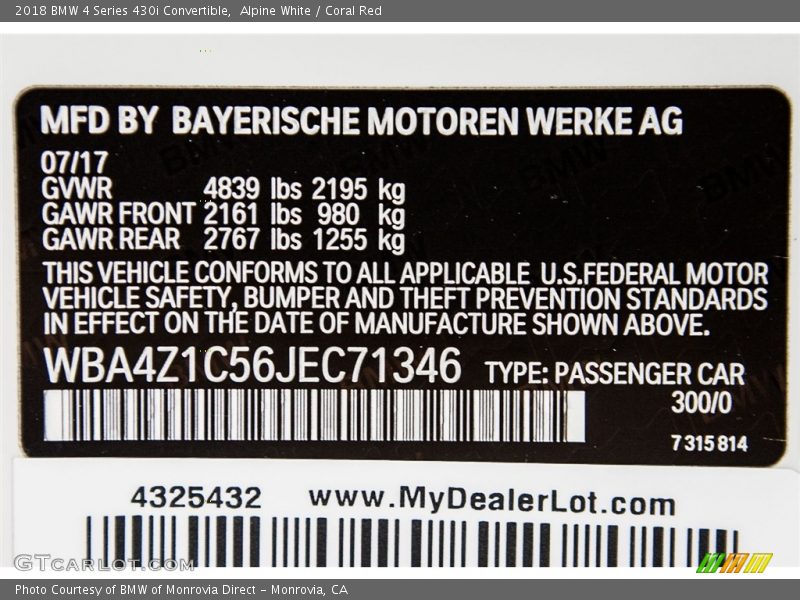 2018 BMW 4 Series 430i Convertible,  Alpine White / Coral Red
MFD BY BAYERISCHE MOTOREN WERKE AG
07/17
GVWR 4839 lbs 2195 kg
GAWR FRONT 2161 lbs 980 kg
GAWR REAR 2767 lbs 1255 kg
THIS VEHICLE CONFORMS TO ALL APPLICABLE U.S.FEDERAL MOTOR
VEHICLE SAFETY, BUMPER AND THEFT PREVENTION STANDARDS
IN EFFECT ON THE DATE OF MANUFACTURE SHOWN ABOVE.
WBA4Z1C56JEC71346 TYPE: PASSENGER CAR
300/0
7 315 814
4325432 www.MyDealerLot.com
GTCARLOT.COM
Photo Courtesy of BMW of Monrovia Direct - Monrovia, CA